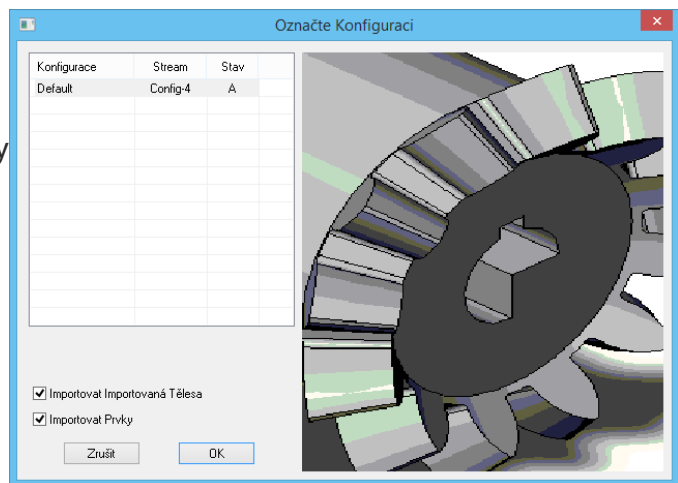 Označte Konfiguraci
y
Konfigurace Stream Stav
Default Config-4 A
Importovat Importovaná Tělesa
Importovat Prvky
Zrušit OK